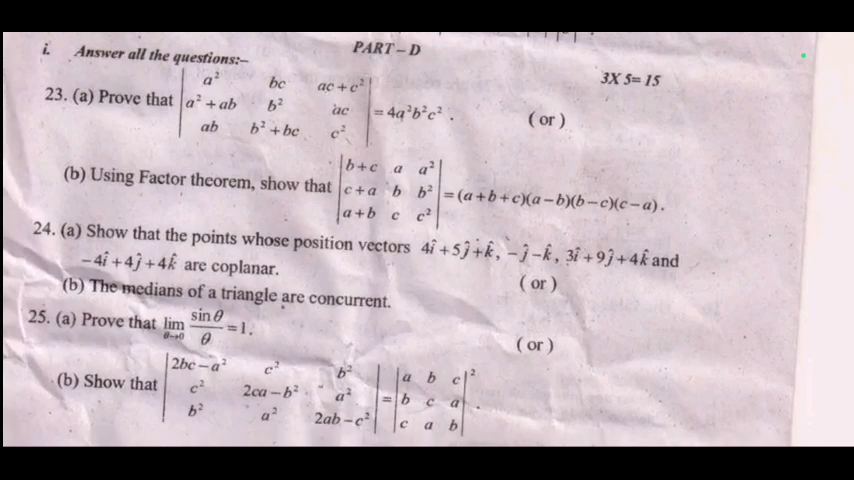 i. Answer all the questions:– PART – D 3X 5= 15
23. (a) Prove that | a² bc ac + c² |
| a² + ab b² ac | = 4a²b²c² . ( or )
| ab b² + bc c² |
(b) Using Factor theorem, show that | b + c a a² |
| c + a b b² | = (a + b + c)(a – b)(b – c)(c – a) .
| a + b c c² |
24. (a) Show that the points whose position vectors 4î + 5ĵ + k̂, – ĵ – k̂, 3î + 9ĵ + 4k̂ and
– 4î + 4ĵ + 4k̂ are coplanar. ( or )
(b) The medians of a triangle are concurrent.
25. (a) Prove that lim θ→0 sin θ / θ = 1. ( or )
(b) Show that | 2bc – a² c² b² | | a b c |²
| c² 2ca – b² a² | = | b c a | .
| b² a² 2ab – c² | | c a b |